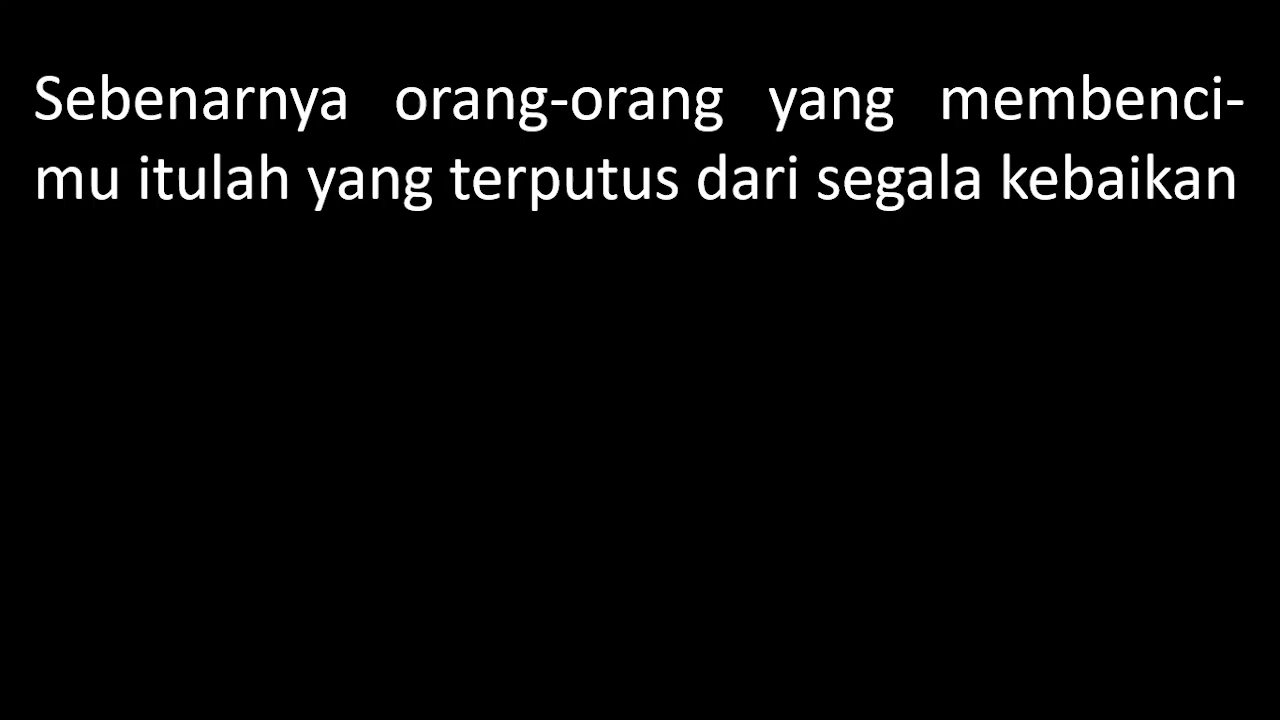 Sebenarnya orang-orang yang membenci-
mu itulah yang terputus dari segala kebaikan